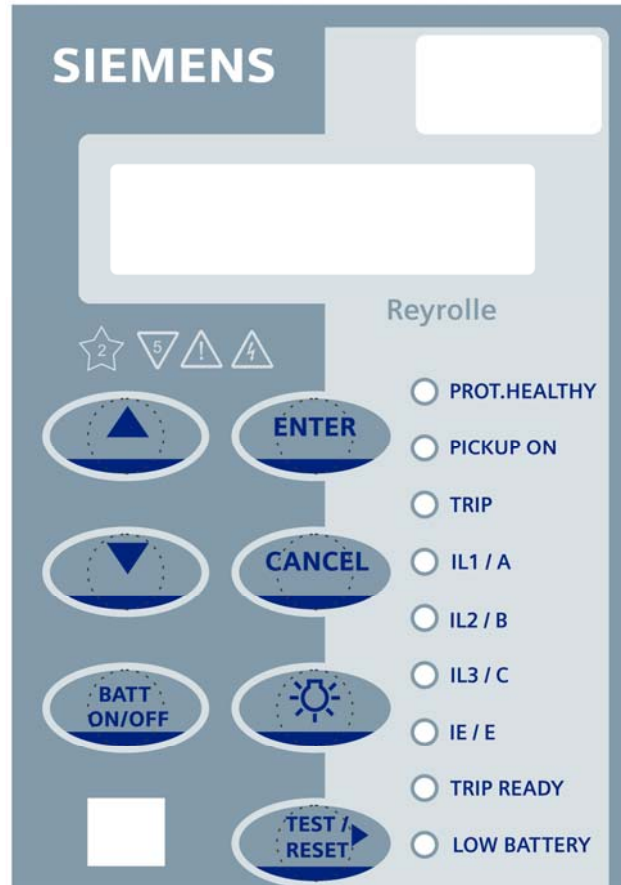 SIEMENS
Reyrolle
2
5
!
ENTER
CANCEL
BATT
ON/OFF
TEST /
RESET
PROT.HEALTHY
PICKUP ON
TRIP
IL1 / A
IL2 / B
IL3 / C
IE / E
TRIP READY
LOW BATTERY